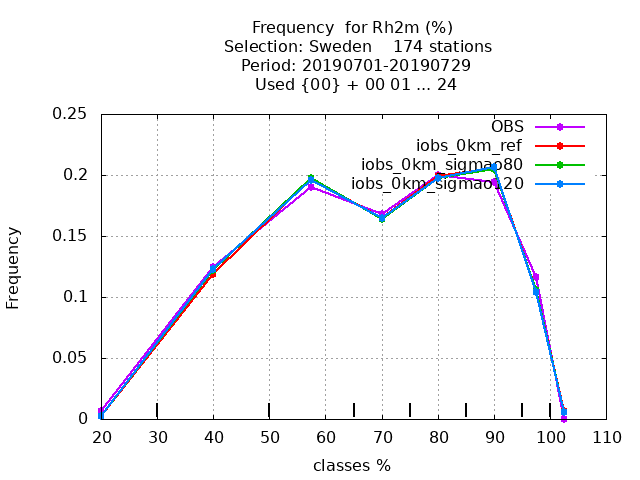 Frequency  for Rh2m (%)
Selection: Sweden    174 stations
Period: 20190701-20190729
Used {00} + 00 01 ... 24
0.25
0.2
0.15
0.1
0.05
0
Frequency
OBS
iobs_0km_ref
iobs_0km_sigmao80
iobs_0km_sigmao120
20 30 40 50 60 70 80 90 100 110
classes %